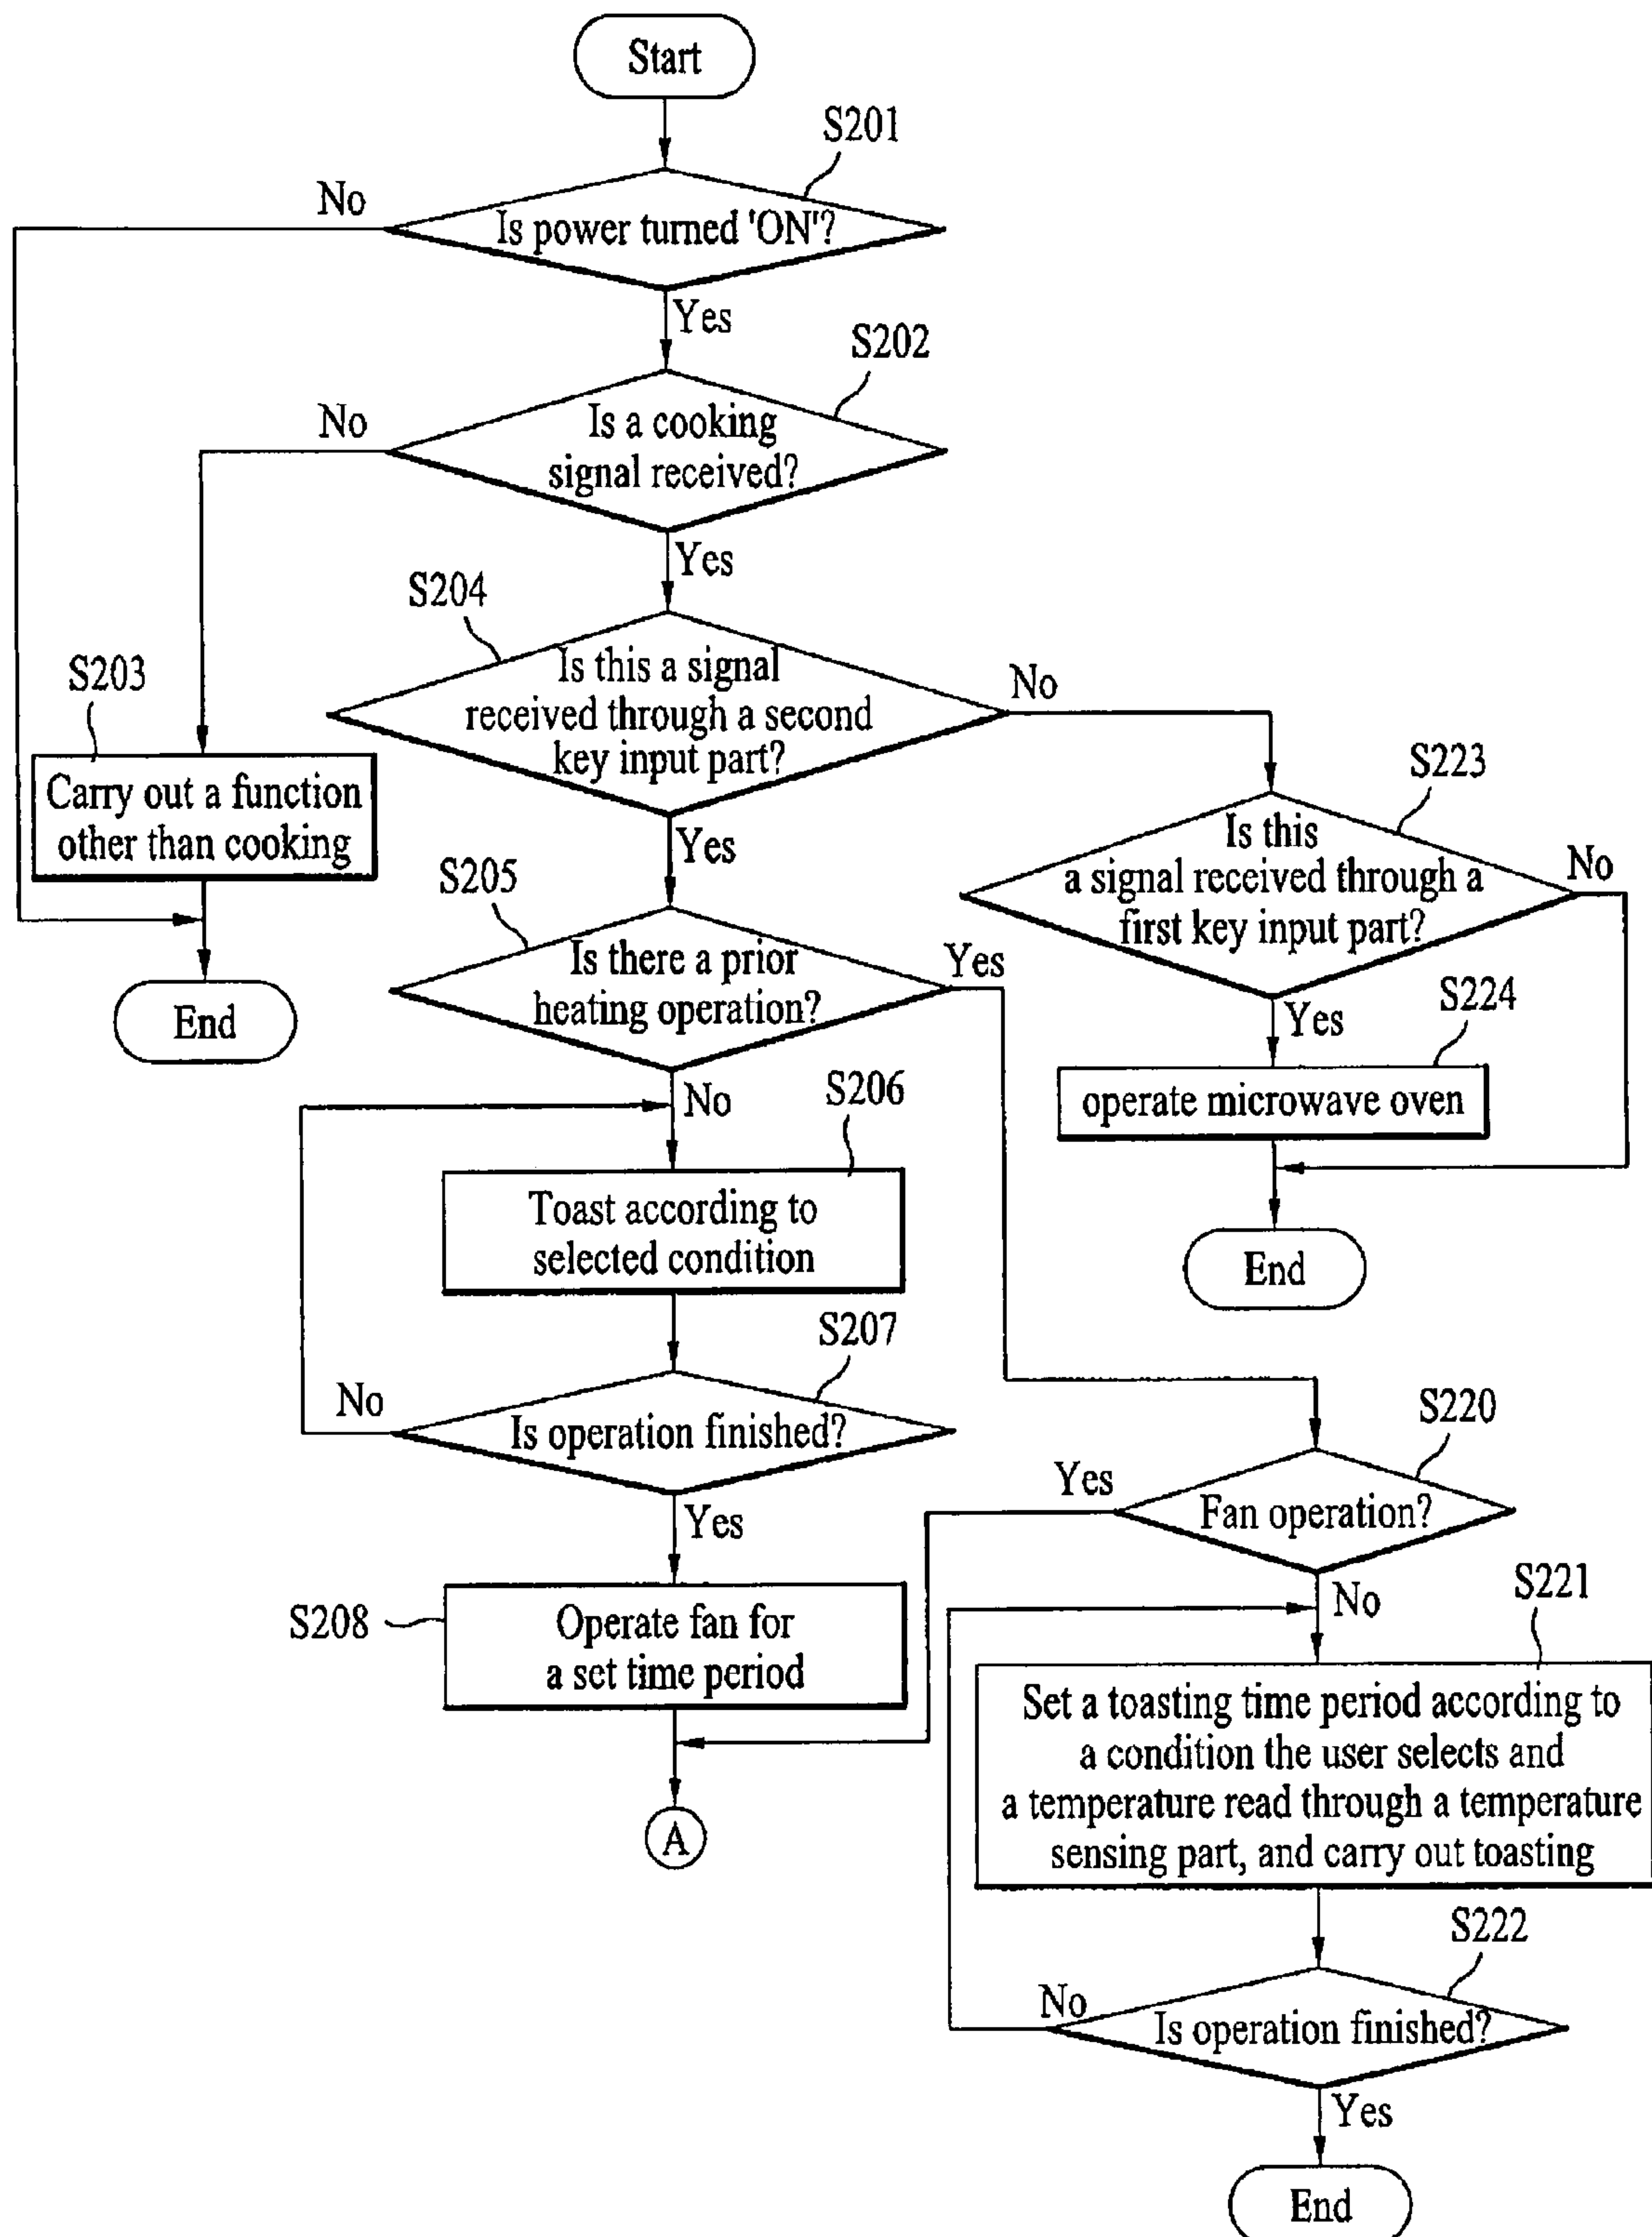 Start
S201
No
Is power turned 'ON'?
Yes
S202
No
Is a cooking
signal received?
Yes
S204
Is this a signal
received through a second
key input part?
No
S203
Carry out a function
other than cooking
End
Yes
S223
Is this
a signal received through a
first key input part?
No
S205
Is there a prior
heating operation?
Yes
Yes
S224
operate microwave oven
End
No
S206
Toast according to
selected condition
S207
No
Is operation finished?
Yes
S220
Yes
Fan operation?
No
S208
Operate fan for
a set time period
A
S221
Set a toasting time period according to
a condition the user selects and
a temperature read through a temperature
sensing part, and carry out toasting
S222
No
Is operation finished?
Yes
End